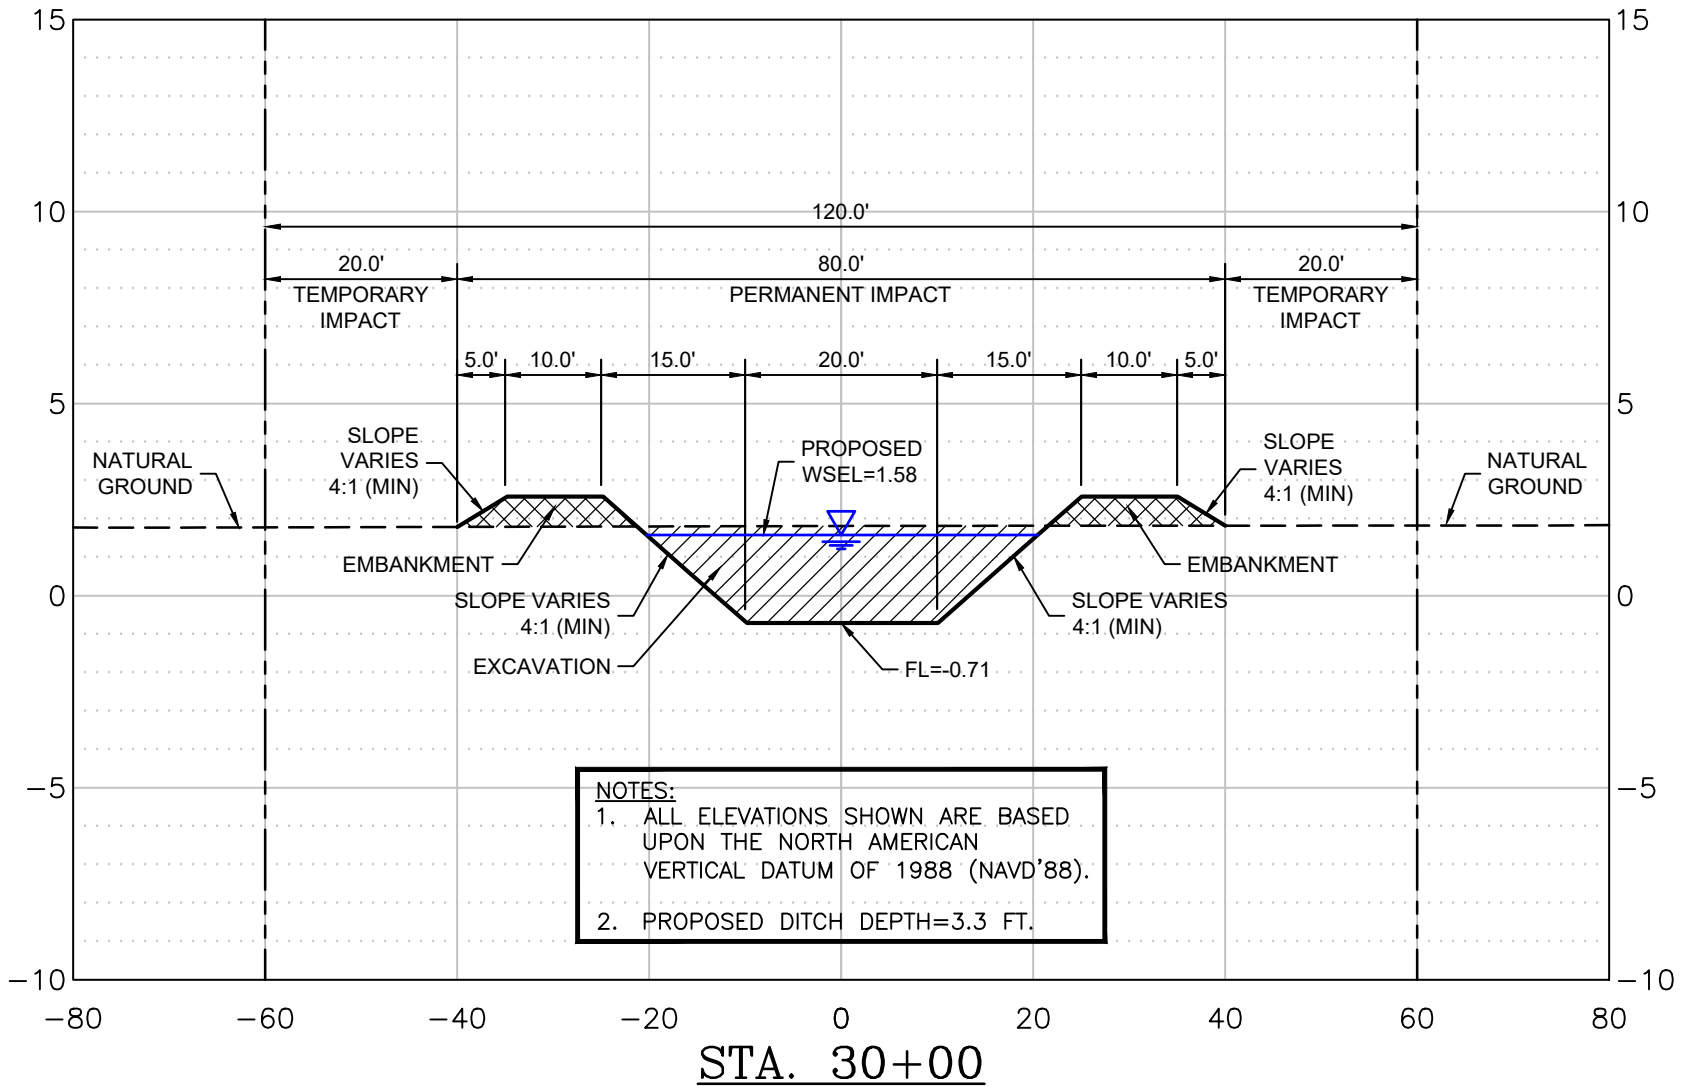 15
15
10
120.0'
10
20.0'
80.0'
20.0'
TEMPORARY
IMPACT
PERMANENT IMPACT
TEMPORARY
IMPACT
5.0'
10.0'
15.0'
20.0'
15.0'
10.0'
5.0'
5
5
NATURAL
GROUND
SLOPE
VARIES
4:1 (MIN)
PROPOSED
WSEL=1.58
SLOPE
VARIES
4:1 (MIN)
NATURAL
GROUND
EMBANKMENT
EMBANKMENT
0
0
SLOPE VARIES
4:1 (MIN)
SLOPE VARIES
4:1 (MIN)
EXCAVATION
FL=-0.71
-5
-5
NOTES:
1. ALL ELEVATIONS SHOWN ARE BASED
UPON THE NORTH AMERICAN
VERTICAL DATUM OF 1988 (NAVD'88).
2. PROPOSED DITCH DEPTH=3.3 FT.
-10
-10
-80
-60
-40
-20
0
20
40
60
80
STA. 30+00